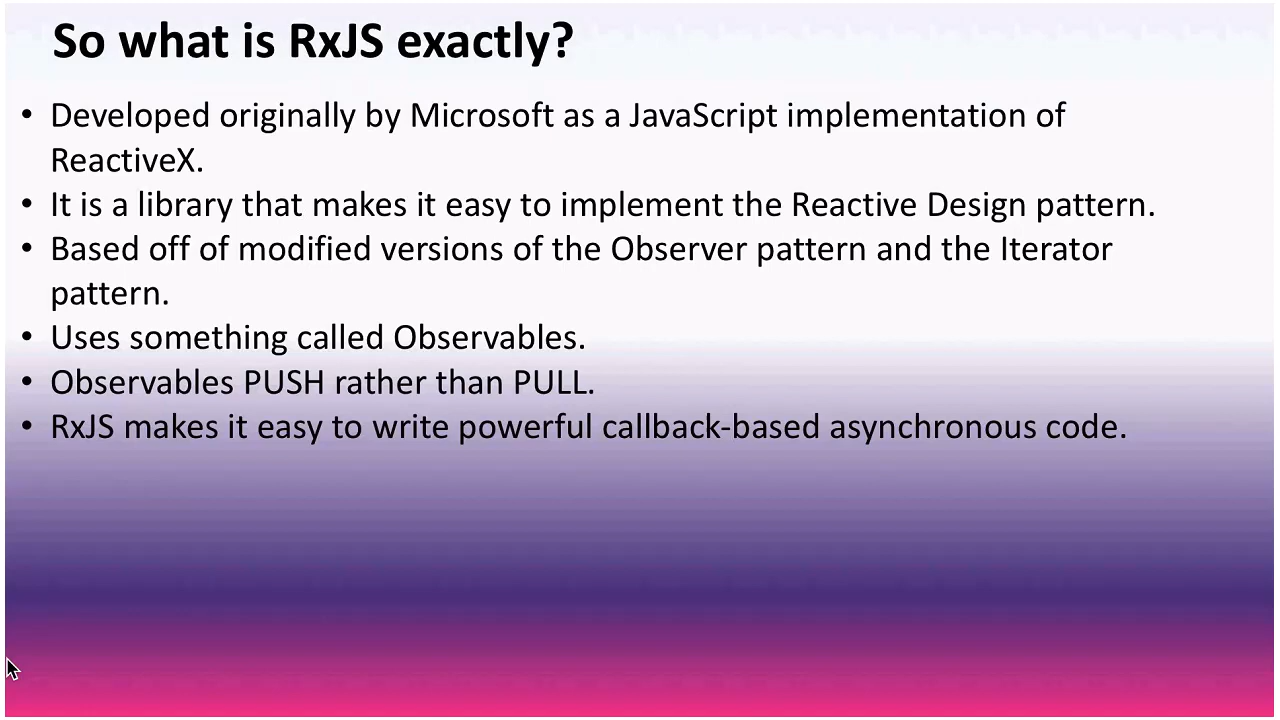 So what is RxJS exactly?
• Developed originally by Microsoft as a JavaScript implementation of
ReactiveX.
• It is a library that makes it easy to implement the Reactive Design pattern.
• Based off of modified versions of the Observer pattern and the Iterator
pattern.
• Uses something called Observables.
• Observables PUSH rather than PULL.
• RxJS makes it easy to write powerful callback-based asynchronous code.